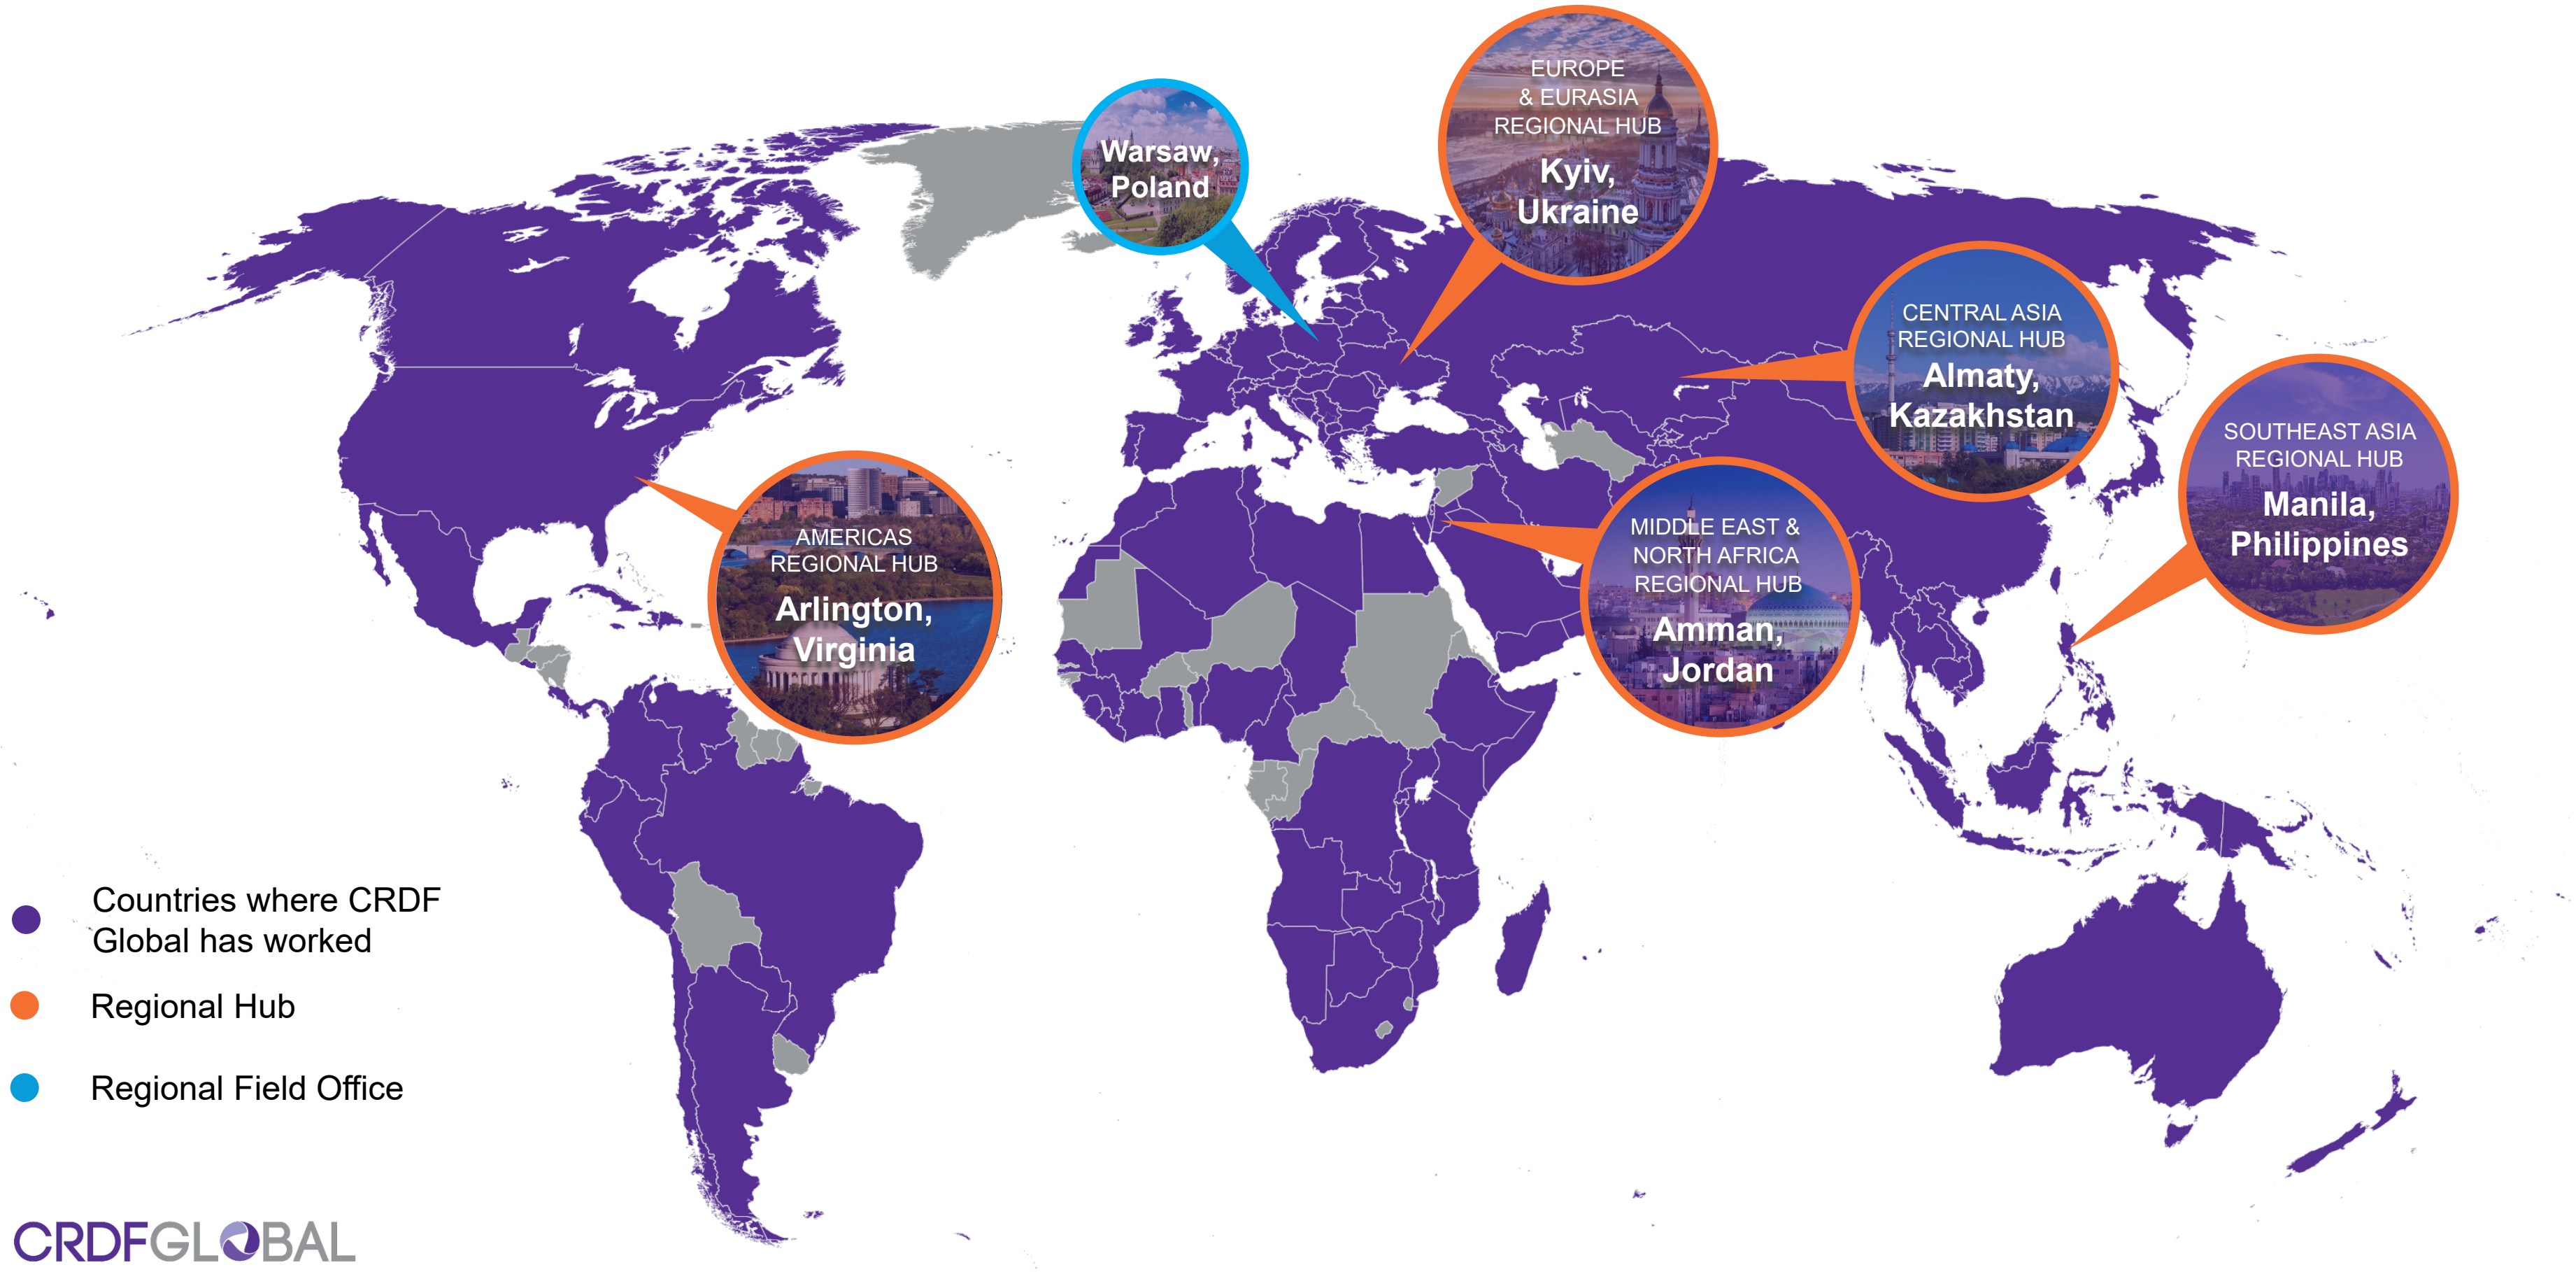 Warsaw,
Poland
EUROPE
& EURASIA
REGIONAL HUB
Kyiv,
Ukraine
CENTRAL ASIA
REGIONAL HUB
Almaty,
Kazakhstan
SOUTHEAST ASIA
REGIONAL HUB
Manila,
Philippines
AMERICAS
REGIONAL HUB
Arlington,
Virginia
MIDDLE EAST &
NORTH AFRICA
REGIONAL HUB
Amman,
Jordan
Countries where CRDF
Global has worked
Regional Hub
Regional Field Office
CRDFGLOBAL